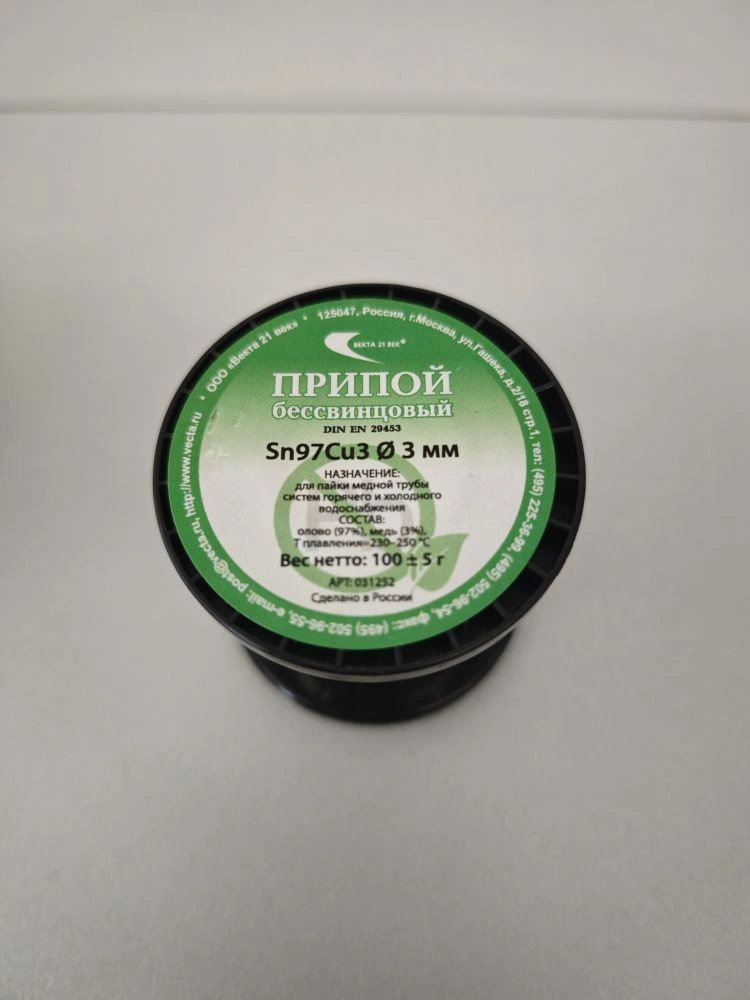 ООО «Векта 21 век» * 125047, Россия, г.Москва, ул.Гашека, д.2/18 стр.1, тел: (495) 225-36-99, (495) 502-96-54, факс: (495) 502-96-55, e-mail: post@vecta.ru, http://www.vecta.ru *
ВЕКТА 21 ВЕК®
ПРИПОЙ
бессвинцовый
DIN EN 29453
Sn97Cu3 Ø 3 мм
НАЗНАЧЕНИЕ:
для пайки медной трубы
систем горячего и холодного
водоснабжения
СОСТАВ:
олово (97%), медь (3%),
Т плавления=230–250 °С
Вес нетто: 100 ± 5 г
АРТ: 031252
Сделано в России